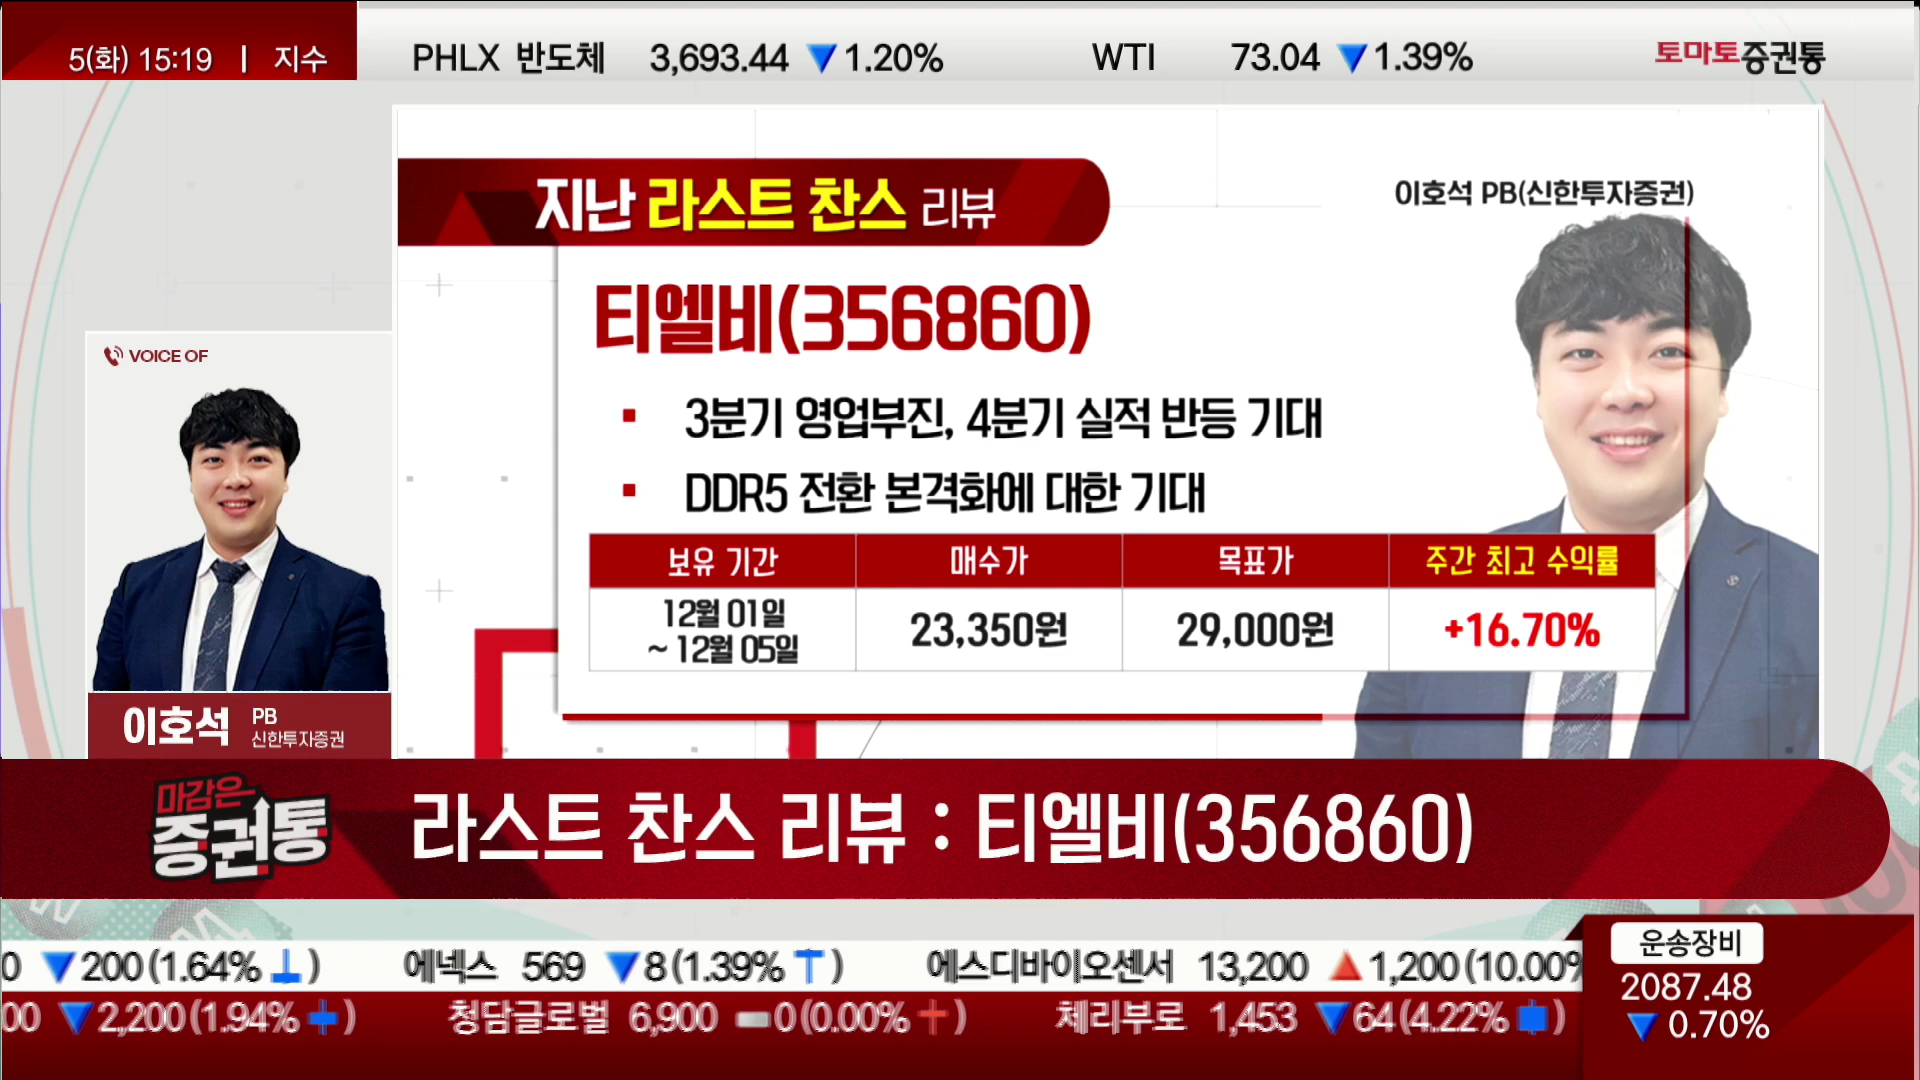 5(화) 15:19 | 지수 PHLX 반도체 3,693.44 ▼1.20% WTI 73.04 ▼1.39% 토마토증권통
지난 라스트 찬스 리뷰
이호석 PB(신한투자증권)
티엘비(356860)
▪ 3분기 영업부진, 4분기 실적 반등 기대
▪ DDR5 전환 본격화에 대한 기대
보유 기간 매수가 목표가 주간 최고 수익률
12월 01일
~ 12월 05일
23,350원 29,000원 +16.70%
VOICE OF
이호석 PB
신한투자증권
마감은
증권통
라스트 찬스 리뷰 : 티엘비(356860)
0 ▼200(1.64%) 에넥스 569 ▼8(1.39%) 에스디바이오센서 13,200 ▲1,200(10.00%
00 ▼2,200(1.94%) 청담글로벌 6,900 0(0.00%) 체리부로 1,453 ▼64(4.22%)
운송장비
2087.48
▼0.70%